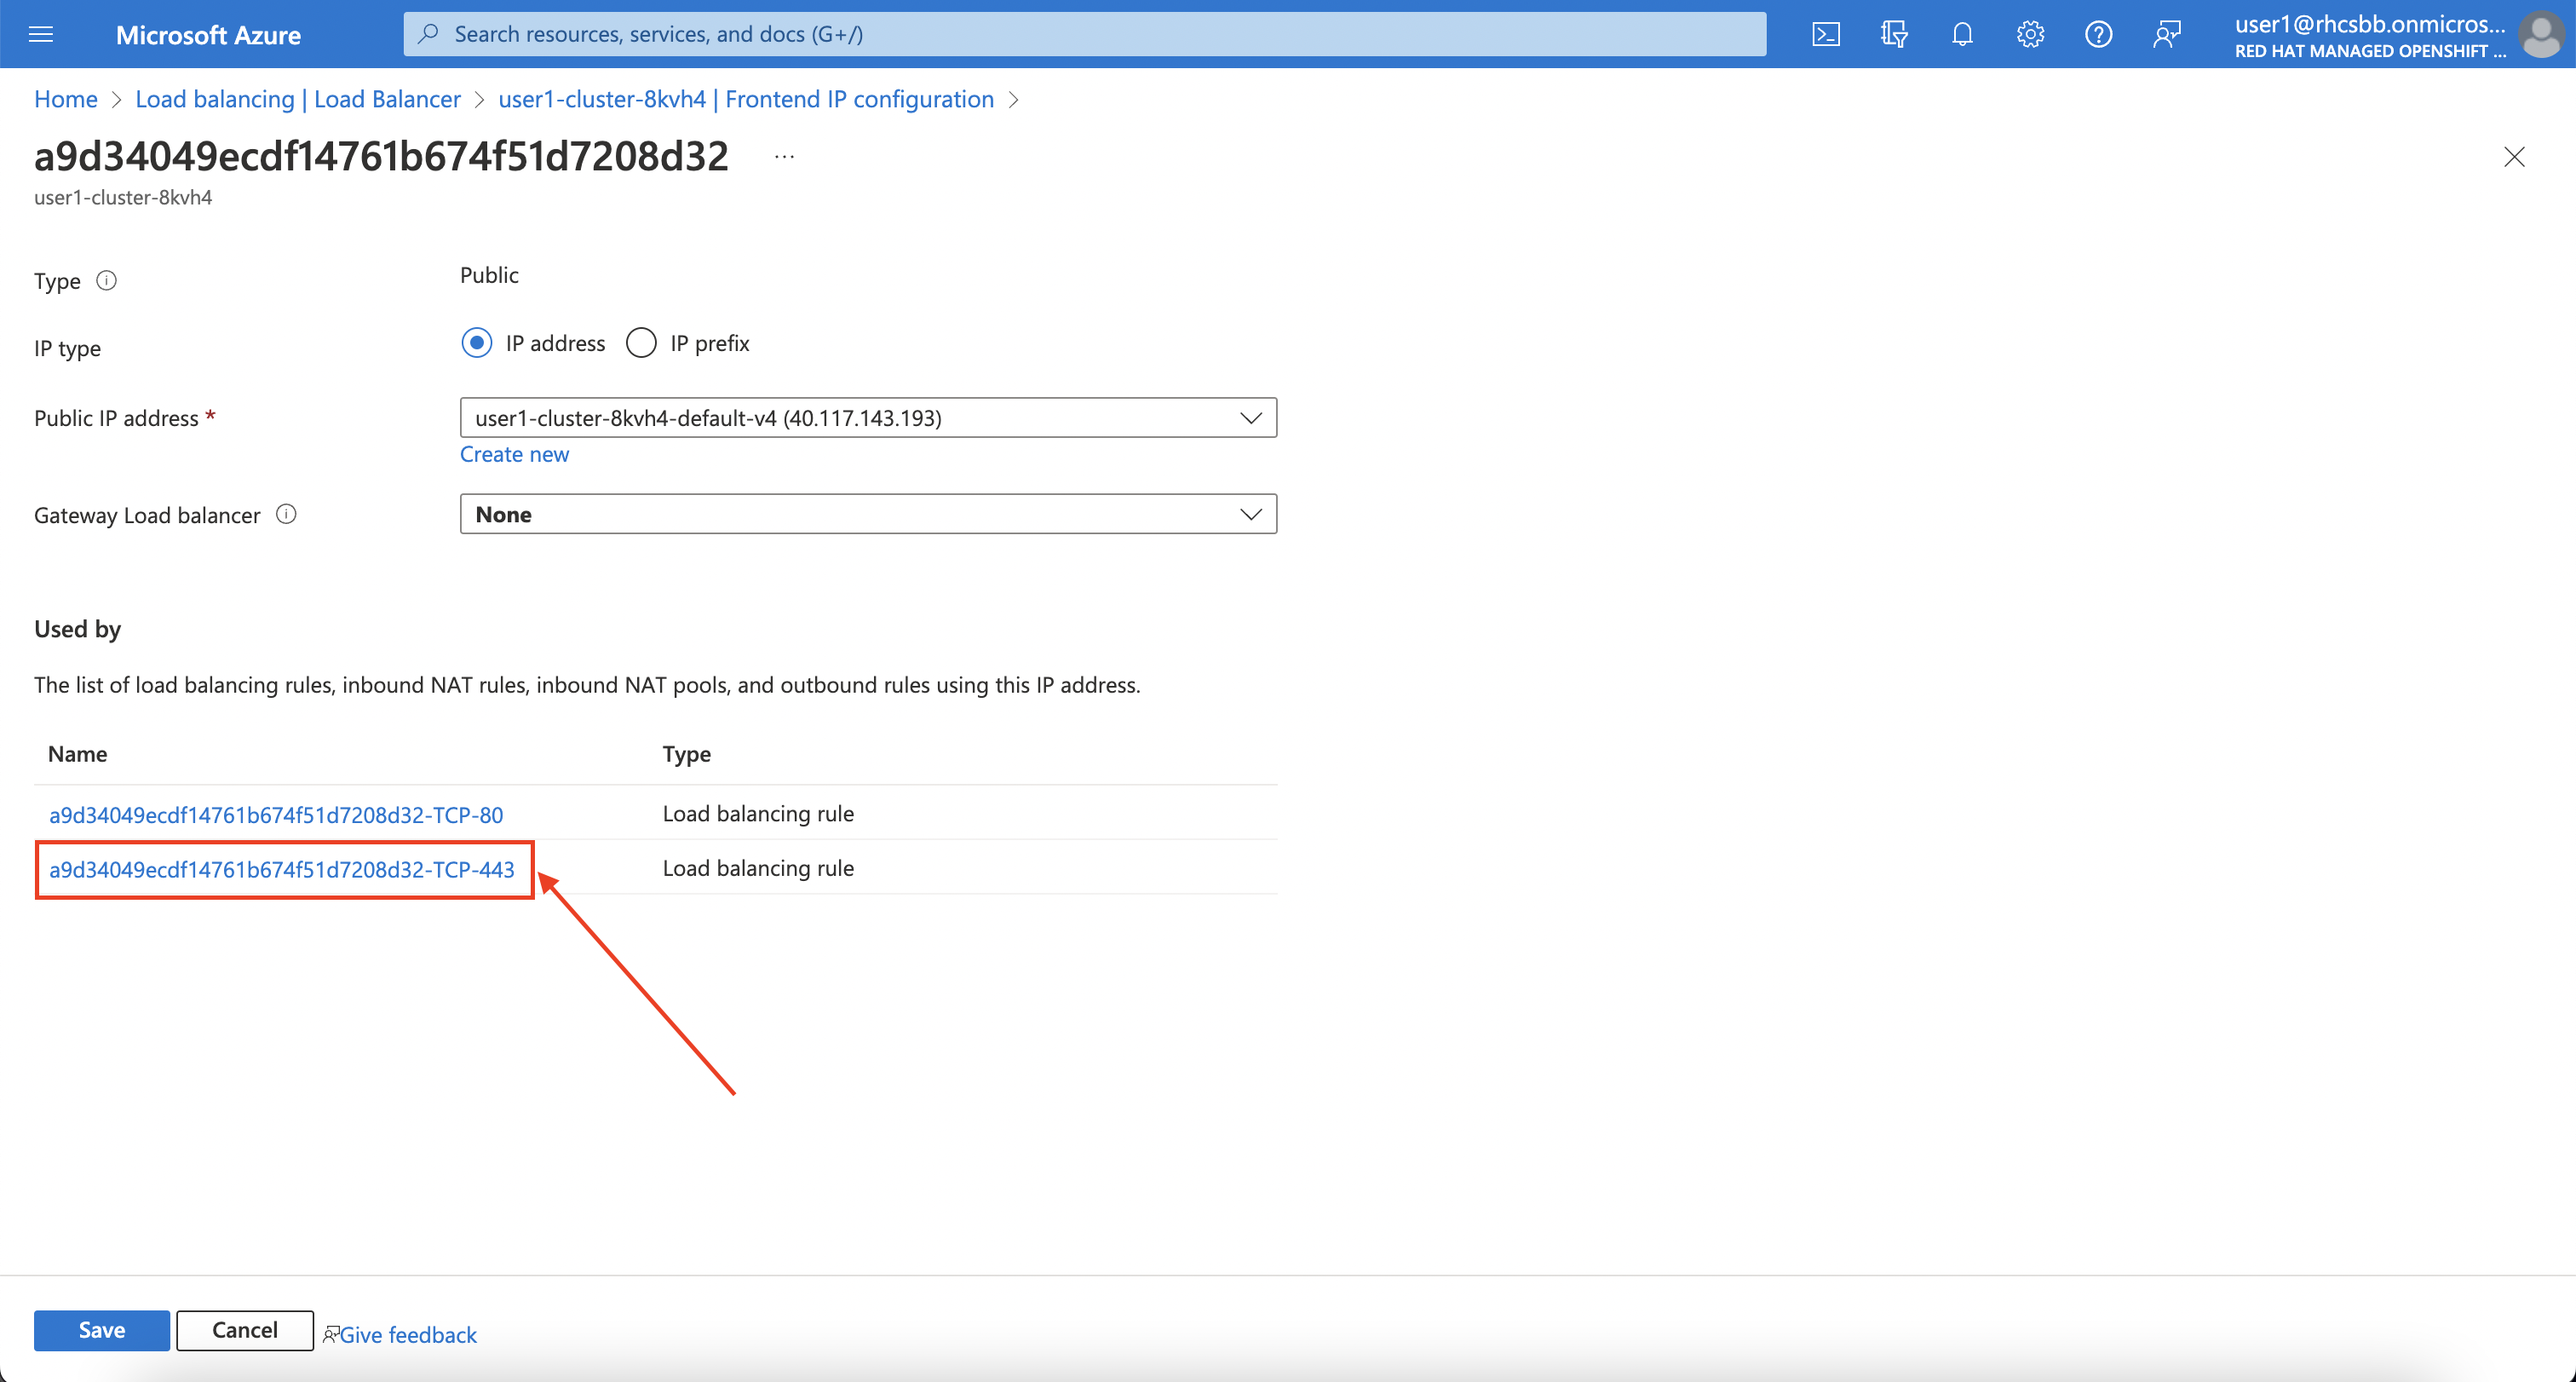 Microsoft Azure
Search resources, services, and docs (G+/)
user1@rhcsbb.onmicros...
RED HAT MANAGED OPENSHIFT ...
Home > Load balancing | Load Balancer > user1-cluster-8kvh4 | Frontend IP configuration >
a9d34049ecdf14761b674f51d7208d32 ...
user1-cluster-8kvh4
Type Public
IP type IP address IP prefix
Public IP address * user1-cluster-8kvh4-default-v4 (40.117.143.193)
Create new
Gateway Load balancer None
Used by
The list of load balancing rules, inbound NAT rules, inbound NAT pools, and outbound rules using this IP address.
Name Type
a9d34049ecdf14761b674f51d7208d32-TCP-80 Load balancing rule
a9d34049ecdf14761b674f51d7208d32-TCP-443 Load balancing rule
Save Cancel Give feedback